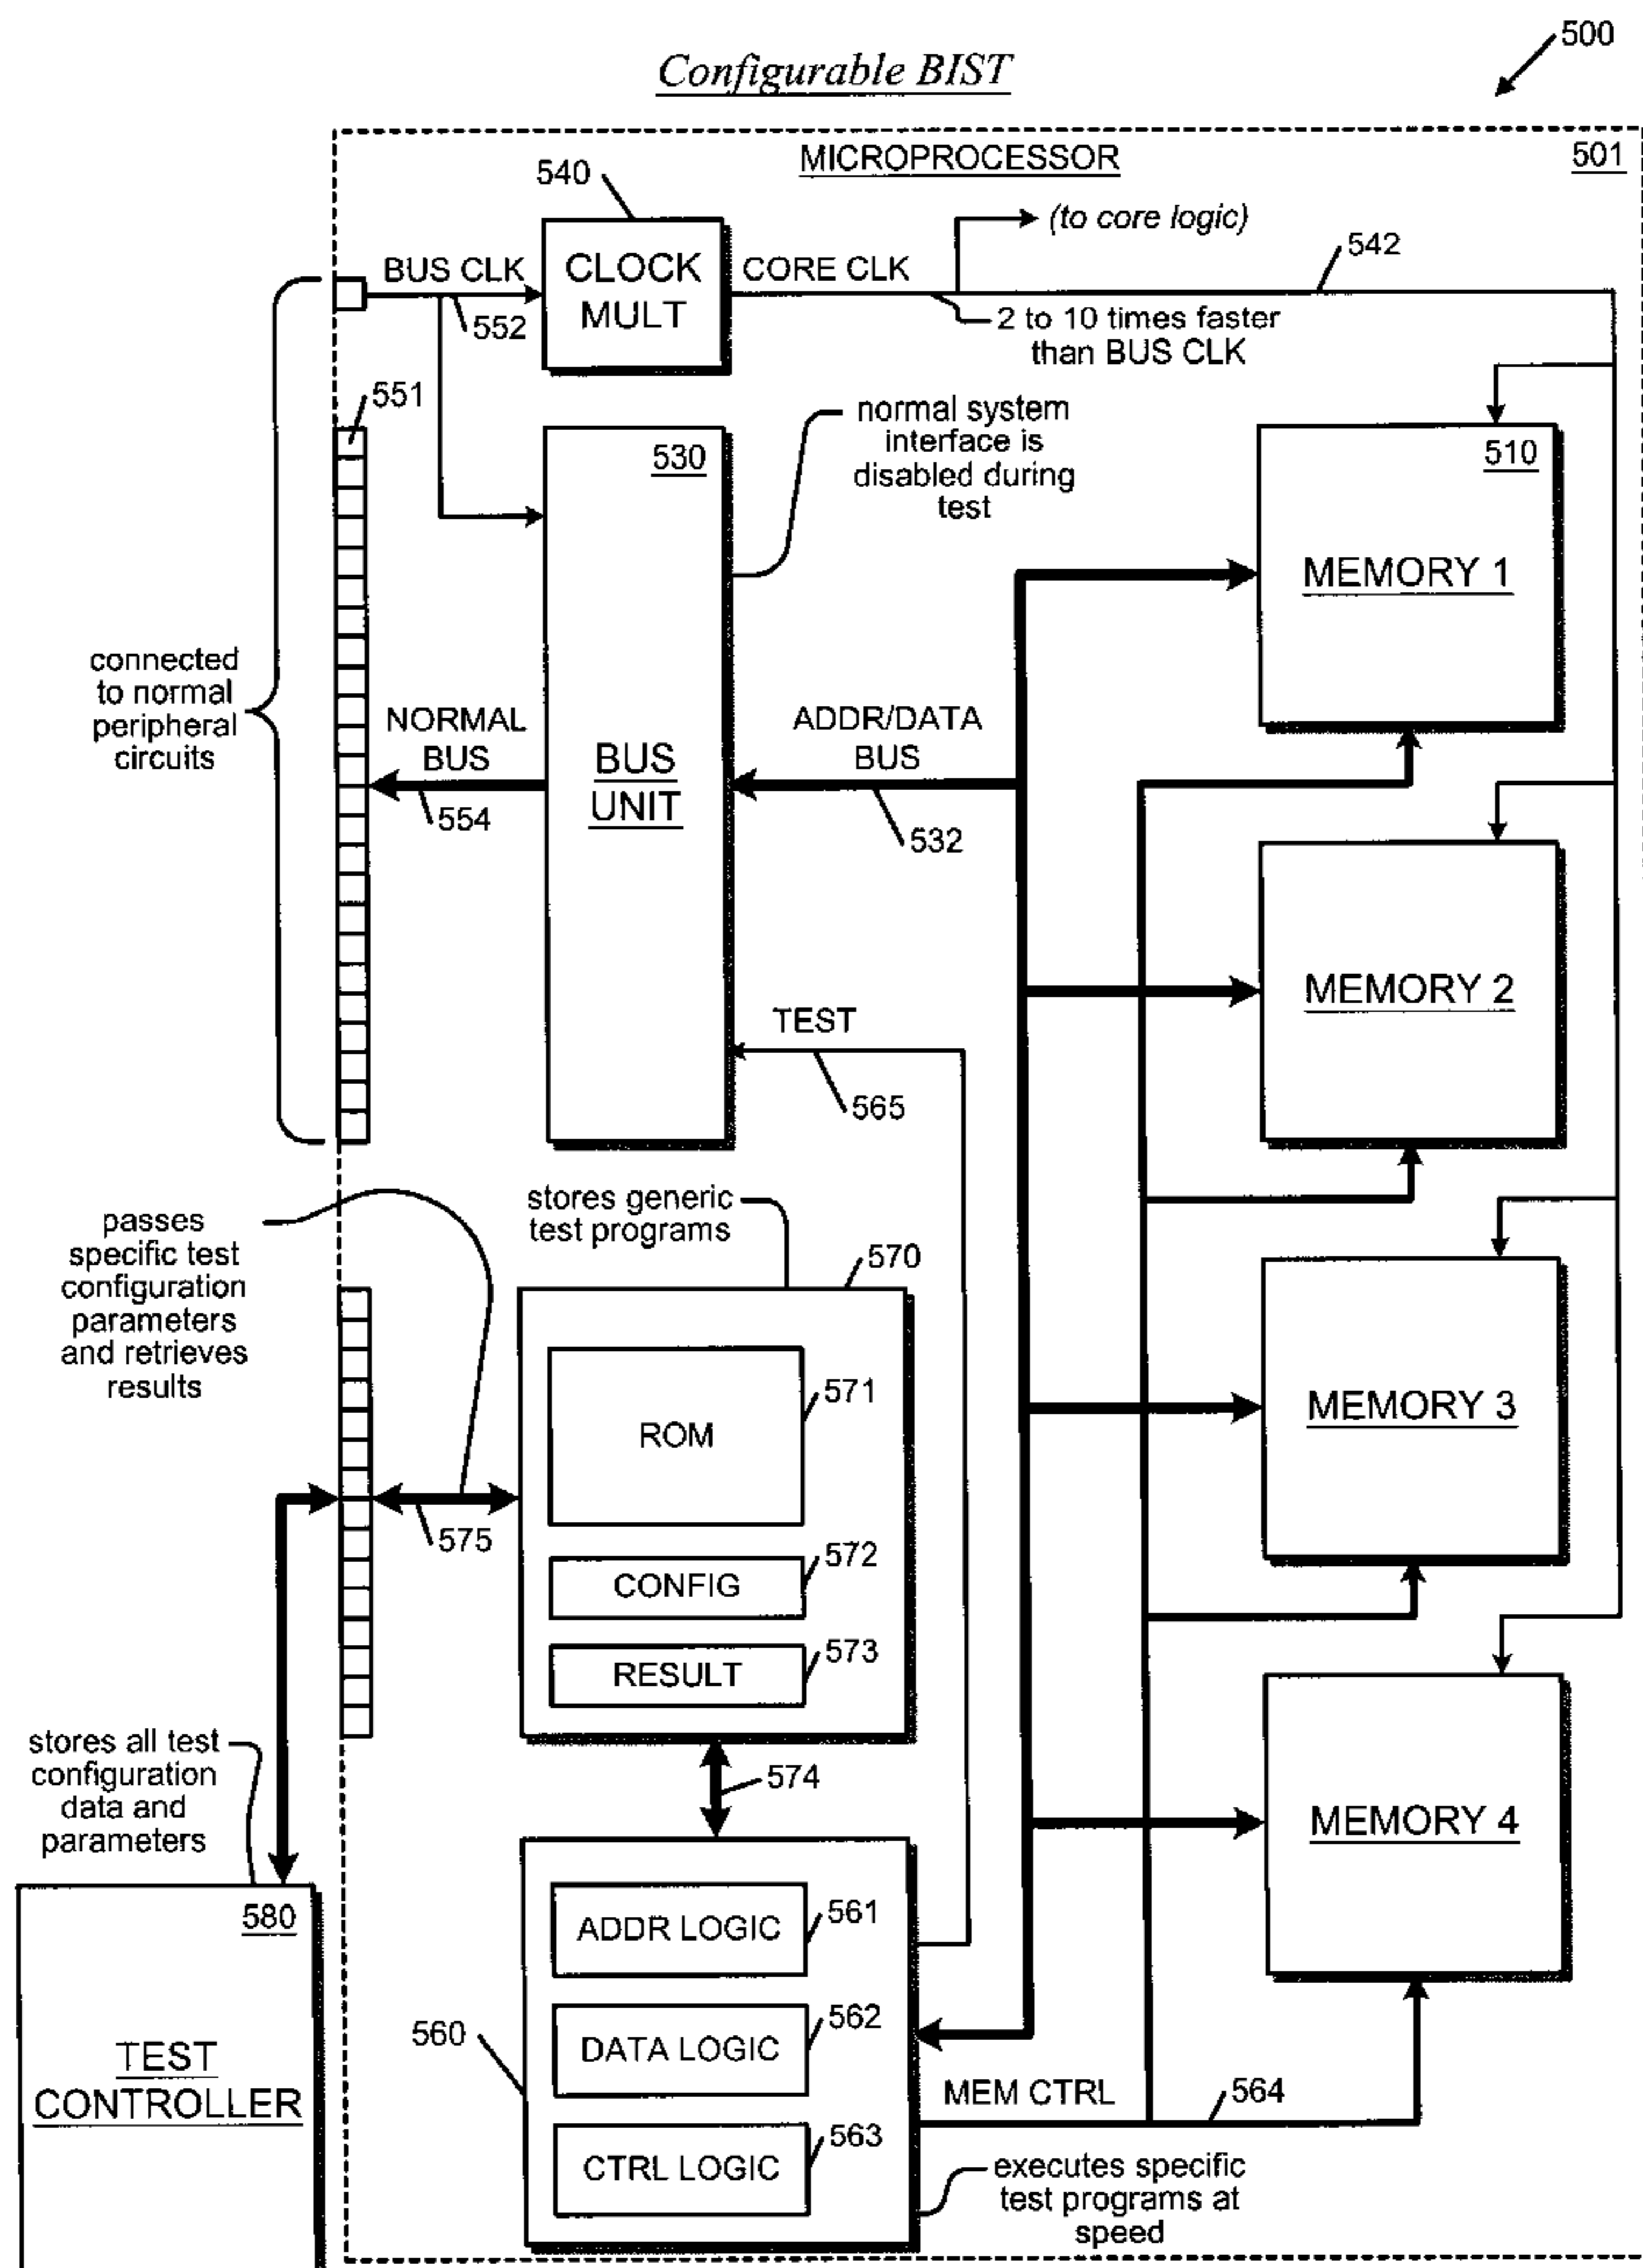 500
Configurable BIST
MICROPROCESSOR
501
540
(to core logic)
542
BUS CLK
CLOCK
MULT
CORE CLK
552
2 to 10 times faster
than BUS CLK
551
530
normal system
interface is
disabled during
test
510
MEMORY 1
connected
to normal
peripheral
circuits
NORMAL
BUS
554
BUS
UNIT
ADDR/DATA
BUS
532
MEMORY 2
TEST
565
passes
specific test
configuration
parameters
and retrieves
results
stores generic
test programs
570
ROM
571
575
CONFIG
572
RESULT
573
MEMORY 3
574
stores all test
configuration
data and
parameters
MEMORY 4
580
TEST
CONTROLLER
560
ADDR LOGIC
561
DATA LOGIC
562
CTRL LOGIC
563
MEM CTRL
564
executes specific
test programs at
speed